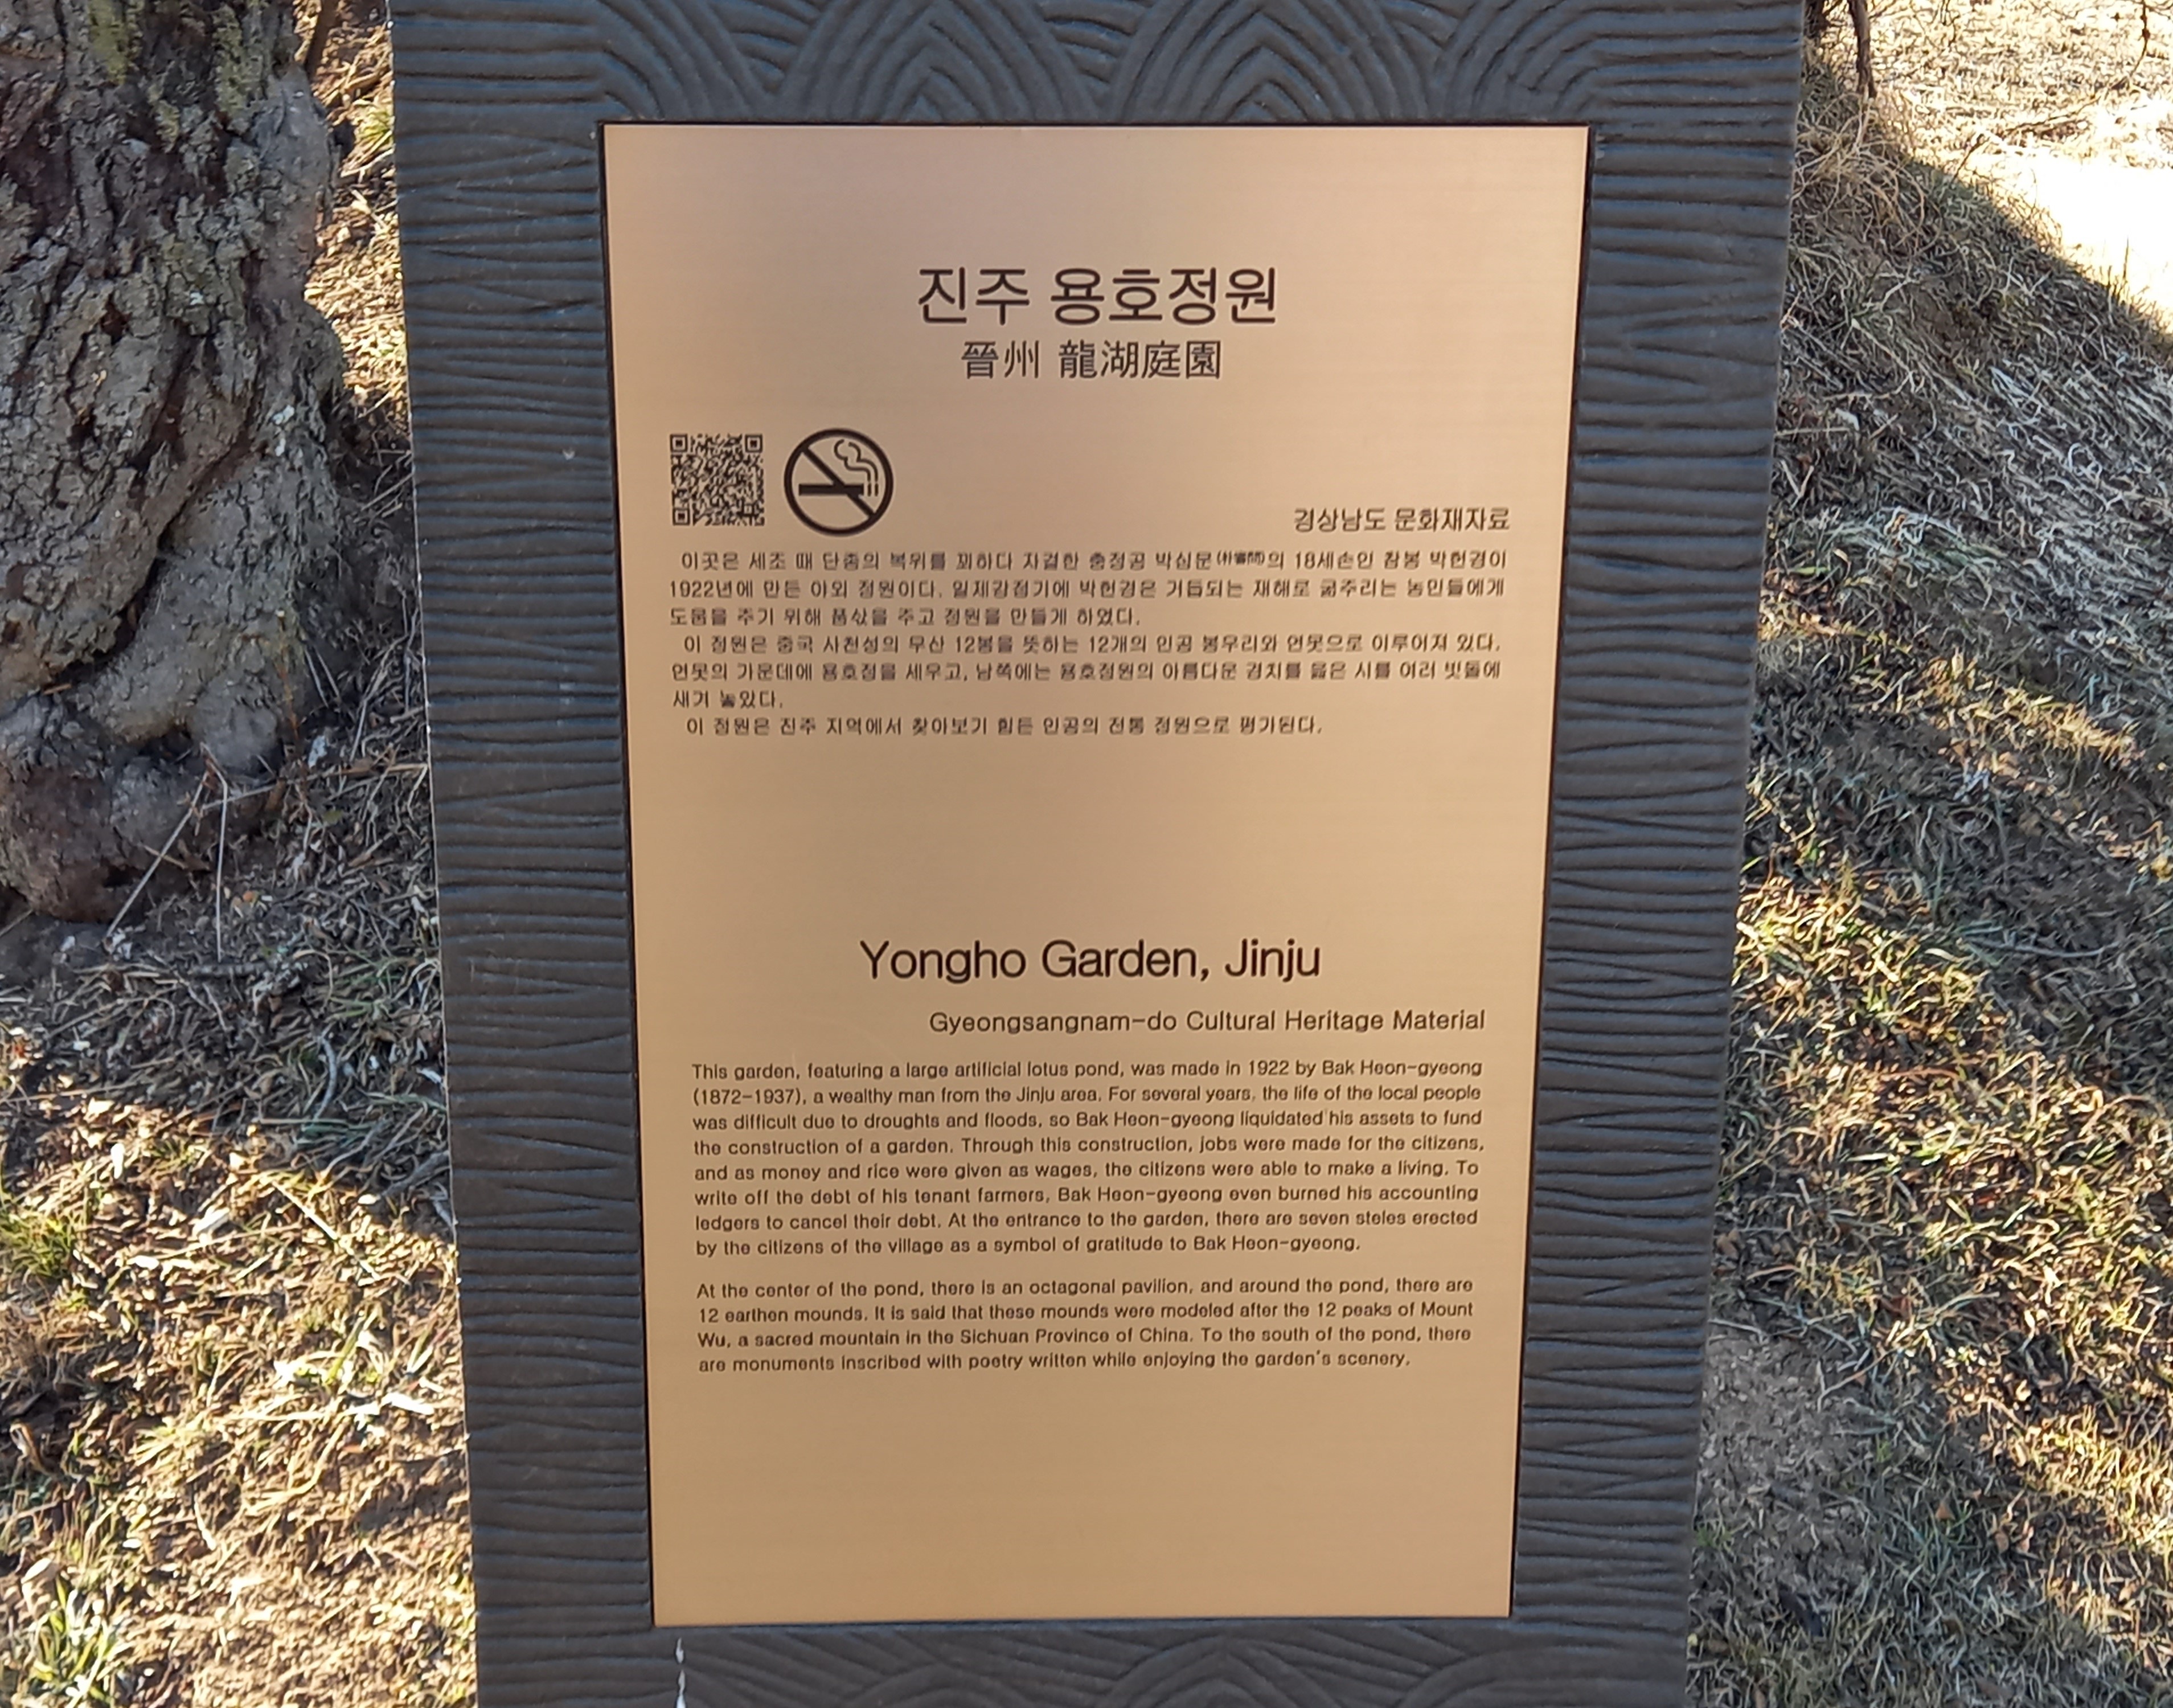 진주 용호정원
晉州 龍湖庭園
경상남도 문화재자료
이곳은 세조 때 단종의 복위를 꾀하다 자결한 충정공 박심문(朴審問)의 18세손인 참봉 박헌경이
1922년에 만든 야외 정원이다. 일제강점기에 박헌경은 거듭되는 재해로 굶주리는 농민들에게
도움을 주기 위해 품삯을 주고 정원을 만들게 하였다.
이 정원은 중국 사천성의 무산 12봉을 뜻하는 12개의 인공 봉우리와 연못으로 이루어져 있다.
연못의 가운데에 용호정을 세우고, 남쪽에는 용호정원의 아름다운 경치를 읊은 시를 여러 빗돌에
새겨 놓았다.
이 정원은 진주 지역에서 찾아보기 힘든 인공의 전통 정원으로 평가된다.
Yongho Garden, Jinju
Gyeongsangnam-do Cultural Heritage Material
This garden, featuring a large artificial lotus pond, was made in 1922 by Bak Heon-gyeong
(1872-1937), a wealthy man from the Jinju area. For several years, the life of the local people
was difficult due to droughts and floods, so Bak Heon-gyeong liquidated his assets to fund
the construction of a garden. Through this construction, jobs were made for the citizens,
and as money and rice were given as wages, the citizens were able to make a living. To
write off the debt of his tenant farmers, Bak Heon-gyeong even burned his accounting
ledgers to cancel their debt. At the entrance to the garden, there are seven steles erected
by the citizens of the village as a symbol of gratitude to Bak Heon-gyeong.
At the center of the pond, there is an octagonal pavilion, and around the pond, there are
12 earthen mounds. It is said that these mounds were modeled after the 12 peaks of Mount
Wu, a sacred mountain in the Sichuan Province of China. To the south of the pond, there
are monuments inscribed with poetry written while enjoying the garden's scenery.